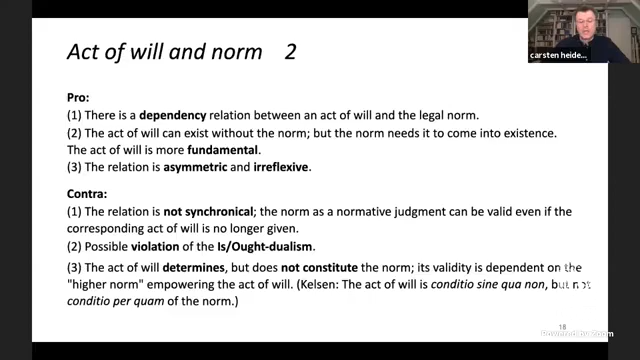 Act of will and norm 2
carsten heide...
Pro:
(1) There is a dependency relation between an act of will and the legal norm.
(2) The act of will can exist without the norm; but the norm needs it to come into existence.
The act of will is more fundamental.
(3) The relation is asymmetric and irreflexive.
Contra:
(1) The relation is not synchronical; the norm as a normative judgment can be valid even if the
corresponding act of will is no longer given.
(2) Possible violation of the Is/Ought-dualism.
(3) The act of will determines, but does not constitute the norm; its validity is dependent on the
"higher norm" empowering the act of will. (Kelsen: The act of will is conditio sine qua non, but not
conditio per quam of the norm.)
18
Powered by Zoom